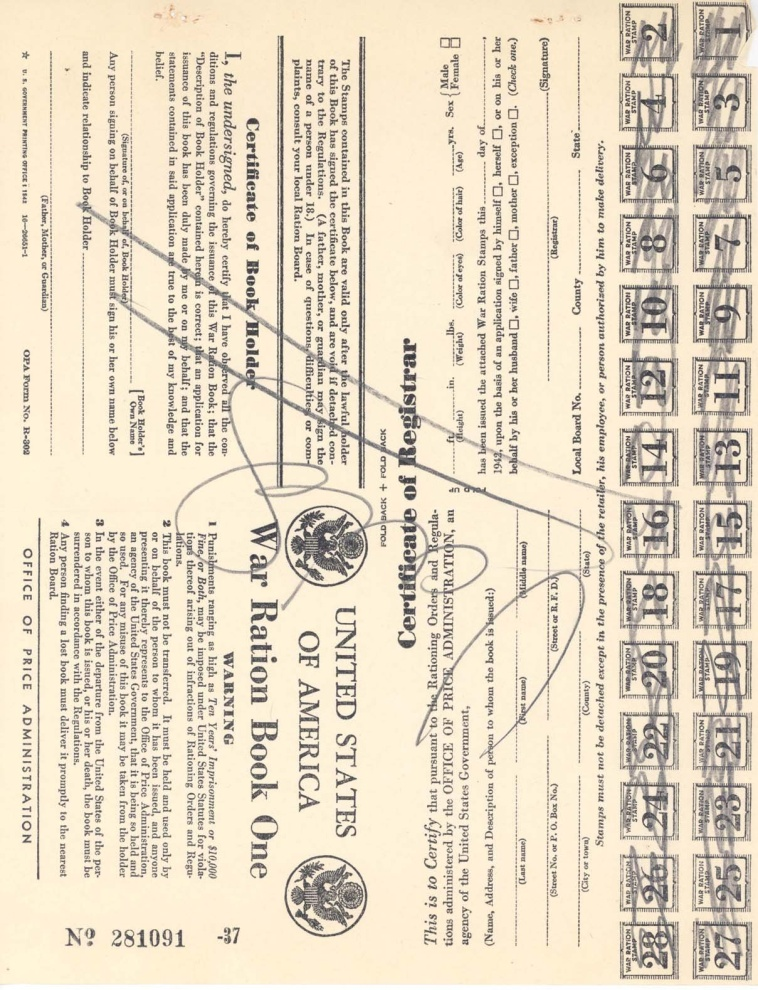 UNITED STATES
OF AMERICA
War Ration Book One
WARNING
1 Punishments ranging as high as Ten Years' Imprisonment or $10,000
Fine, or Both, may be imposed under United States Statutes for viola-
tions thereof arising out of infractions of Rationing Orders and Regu-
lations.
2 This book must not be transferred. It must be held and used only by
or on behalf of the person to whom it has been issued, and anyone
presenting it thereby represents to the Office of Price Administration,
an agency of the United States Government, that it is being so held and
so used. For any misuse of this book it may be taken from the holder
by the Office of Price Administration.
3 In the event either of the departure from the United States of the per-
son to whom this book is issued, or his or her death, the book must be
surrendered in accordance with the Regulations.
4 Any person finding a lost book must deliver it promptly to the nearest
Ration Board.
OFFICE OF PRICE ADMINISTRATION
Nº 281091 -37
The Stamps contained in this Book are valid only after the lawful holder
of this Book has signed the certificate below, and are void if detached con-
trary to the Regulations. (A father, mother, or guardian may sign the
name of a person under 18.) In case of questions, difficulties, or com-
plaints, consult your local Ration Board.
Certificate of Book Holder
I, the undersigned, do hereby certify that I have observed all the con-
ditions and regulations governing the issuance of this War Ration Book; that the
"Description of Book Holder" contained herein is correct; that an application for
issuance of this book has been duly made by me or on my behalf; and that the
statements contained in said application are true to the best of my knowledge and
belief.
[Book Holder's
Own Name]
(Signature of, or on behalf of, Book Holder)
Any person signing on behalf of Book Holder must sign his or her own name below
and indicate relationship to Book Holder
(Father, Mother, or Guardian)
☆ U. S. GOVERNMENT PRINTING OFFICE : 1942 16—26651-1 OPA Form No. R-302
FOLD BACK + FOLD BACK
Certificate of Registrar
This is to Certify that pursuant to the Rationing Orders and Regula-
tions administered by the OFFICE OF PRICE ADMINISTRATION, an
agency of the United States Government,
(Name, Address, and Description of person to whom the book is issued:)
(Last name) (First name) (Middle name)
(Street No. or P. O. Box No.) (Street or R. F. D.)
(City or town) (County) (State)
ft. in. lbs. yrs. Sex { Male □
Female □
(Height) (Weight) (Color of eyes) (Color of hair) (Age)
has been issued the attached War Ration Stamps this day of
1942, upon the basis of an application signed by himself □, herself □, or on his or her
behalf by his or her husband □, wife □, father □, mother □, exception □. (Check one.)
(Signature)
(Registrar)
Local Board No. County State
Stamps must not be detached except in the presence of the retailer, his employee, or person authorized by him to make delivery.
WAR RATION STAMP 28
WAR RATION STAMP 26
WAR RATION STAMP 24
WAR RATION STAMP 22
WAR RATION STAMP 20
WAR RATION STAMP 18
WAR RATION STAMP 16
WAR RATION STAMP 14
WAR RATION STAMP 12
WAR RATION STAMP 10
WAR RATION STAMP 8
WAR RATION STAMP 6
WAR RATION STAMP 4
WAR RATION STAMP 2
WAR RATION STAMP 27
WAR RATION STAMP 25
WAR RATION STAMP 23
WAR RATION STAMP 21
WAR RATION STAMP 19
WAR RATION STAMP 17
WAR RATION STAMP 15
WAR RATION STAMP 13
WAR RATION STAMP 11
WAR RATION STAMP 9
WAR RATION STAMP 7
WAR RATION STAMP 5
WAR RATION STAMP 3
WAR RATION STAMP 1